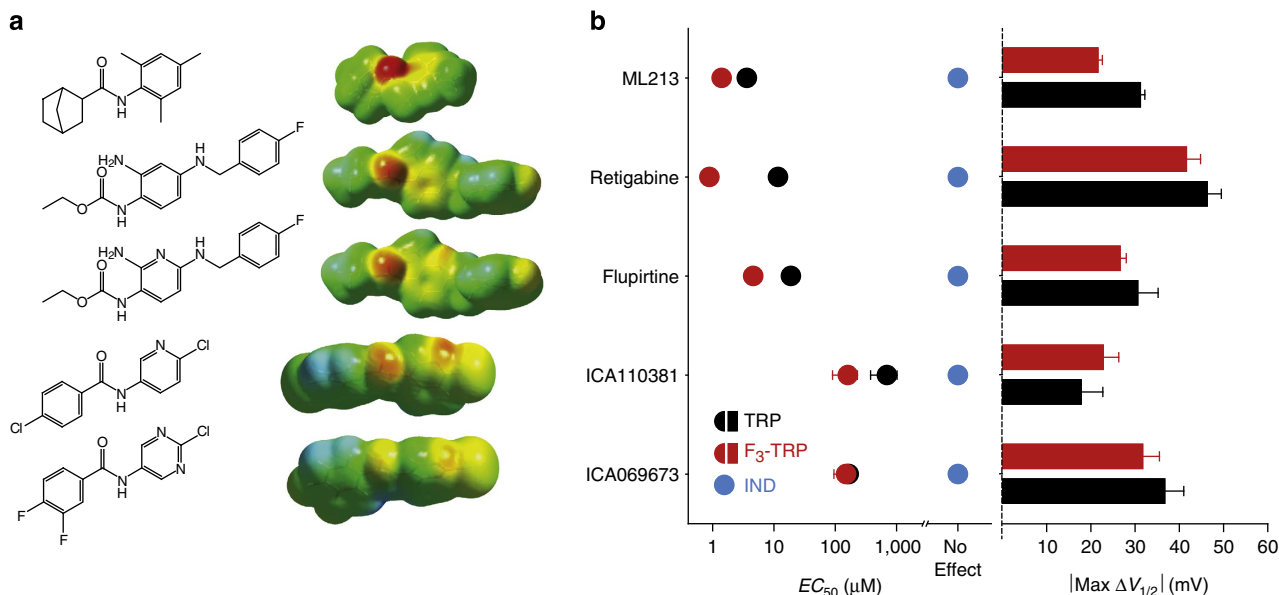 a
O
N
H
H₂N
H
N
F
O
O
N
H
H₂N
N
H
N
F
O
O
N
H
O
N
Cl
N
H
Cl
O
N
Cl
N
H
N
F
F
b
ML213
Retigabine
Flupirtine
ICA110381
ICA069673
TRP
F₃-TRP
IND
1 10 100 1,000 No Effect
EC₅₀ (μM)
10 20 30 40 50 60
|Max ΔV₁/₂| (mV)